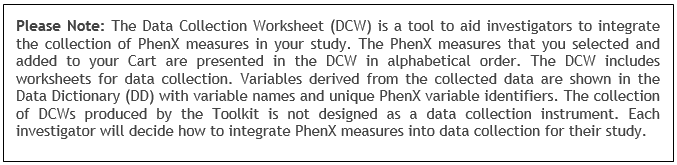 Please Note: The Data Collection Worksheet (DCW) is a tool to aid investigators to integrate
the collection of PhenX measures in your study. The PhenX measures that you selected and
added to your Cart are presented in the DCW in alphabetical order. The DCW includes
worksheets for data collection. Variables derived from the collected data are shown in the
Data Dictionary (DD) with variable names and unique PhenX variable identifiers. The collection
of DCWs produced by the Toolkit is not designed as a data collection instrument. Each
investigator will decide how to integrate PhenX measures into data collection for their study.